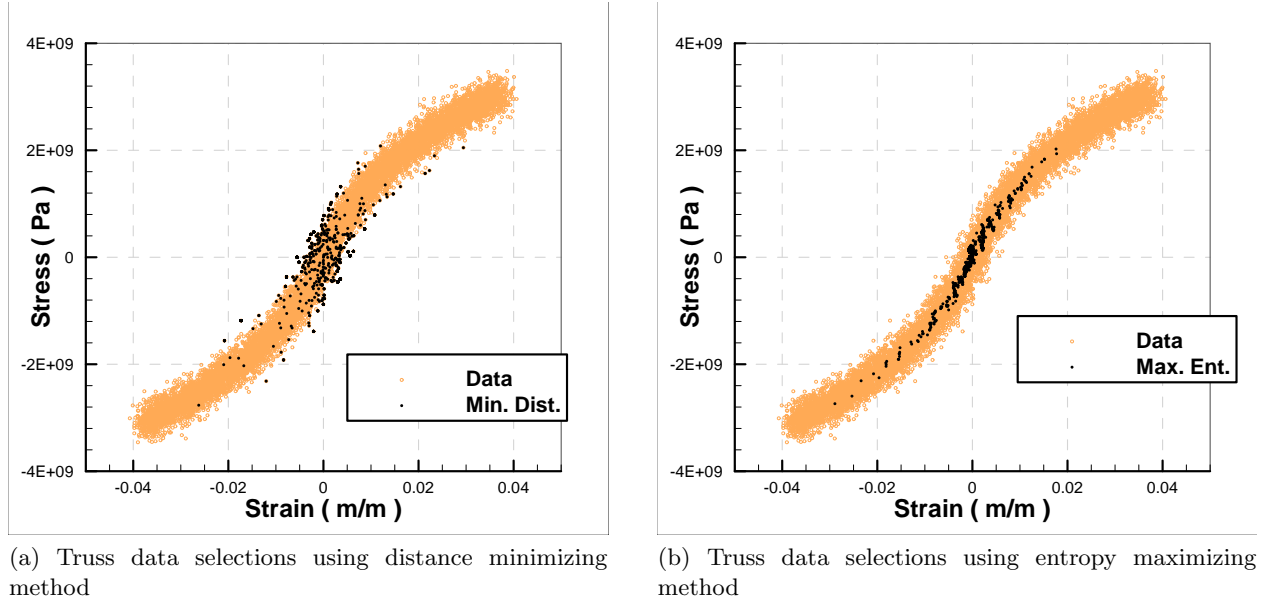 4E+09
2E+09
0
-2E+09
-4E+09
Stress ( Pa )
-0.04
-0.02
0
0.02
0.04
Strain ( m/m )
Data
Min. Dist.
(a) Truss data selections using distance minimizing
method
4E+09
2E+09
0
-2E+09
-4E+09
Stress ( Pa )
-0.04
-0.02
0
0.02
0.04
Strain ( m/m )
Data
Max. Ent.
(b) Truss data selections using entropy maximizing
method